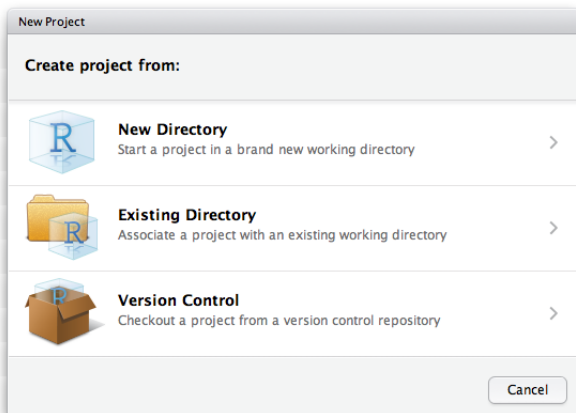 New Project
Create project from:
R
New Directory
Start a project in a brand new working directory
R
Existing Directory
Associate a project with an existing working directory
R
Version Control
Checkout a project from a version control repository
Cancel